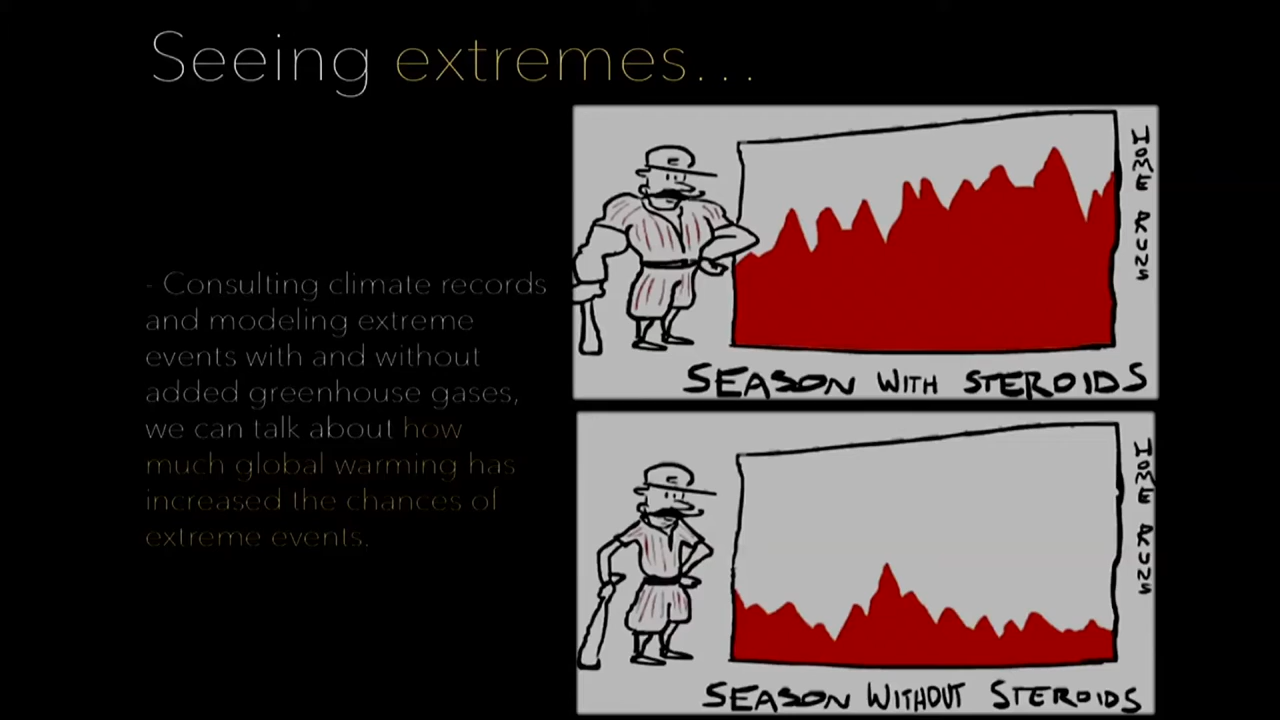 Seeing extremes...
- Consulting climate records
and modeling extreme
events with and without
added greenhouse gases,
we can talk about how
much global warming has
increased the chances of
extreme events.
HOME RUNS
SEASON WITH STEROIDS
HOME RUNS
SEASON WITHOUT STEROIDS